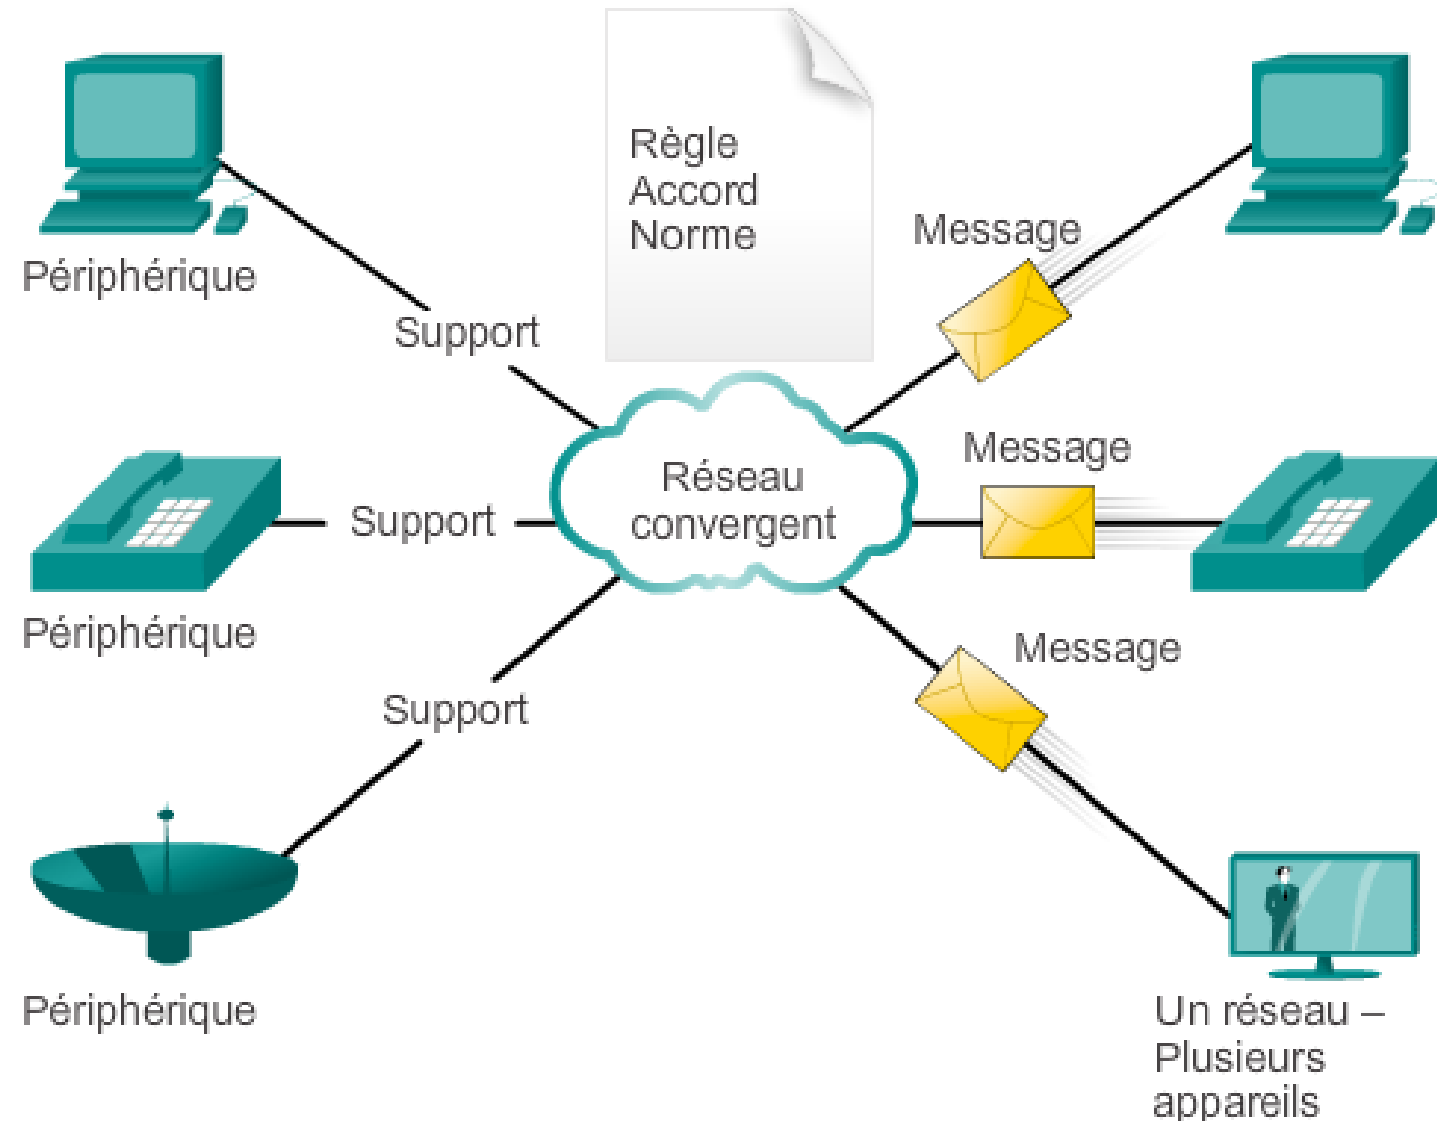 Règle
Accord
Norme
Message
Périphérique
Support
Message
Réseau
convergent
Support
Périphérique
Message
Support
Périphérique
Un réseau –
Plusieurs
appareils